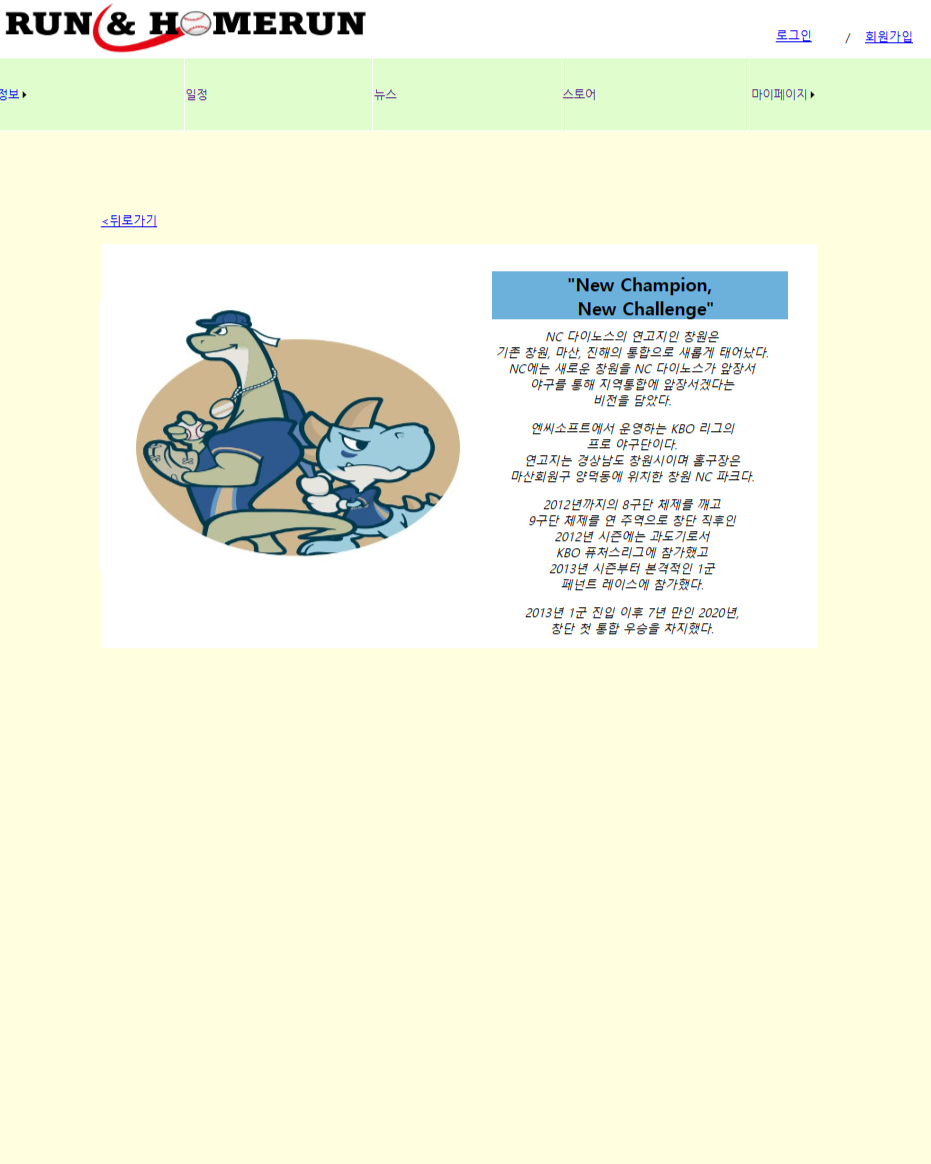 RUN & HOMERUN
로그인 / 회원가입
정보 일정 뉴스 스토어 마이페이지
<뒤로가기
"New Champion,
New Challenge"
NC 다이노스의 연고지인 창원은
기존 창원, 마산, 진해의 통합으로 새롭게 태어났다.
NC에는 새로운 창원을 NC 다이노스가 앞장서
야구를 통해 지역통합에 앞장서겠다는
비전을 담았다.
엔씨소프트에서 운영하는 KBO 리그의
프로 야구단이다.
연고지는 경상남도 창원시이며 홈구장은
마산회원구 양덕동에 위치한 창원 NC 파크다.
2012년까지의 8구단 체제를 깨고
9구단 체제를 연 주역으로 창단 직후인
2012년 시즌에는 과도기로서
KBO 퓨처스리그에 참가했고
2013년 시즌부터 본격적인 1군
페넌트 레이스에 참가했다.
2013년 1군 진입 이후 7년 만인 2020년,
창단 첫 통합 우승을 차지했다.